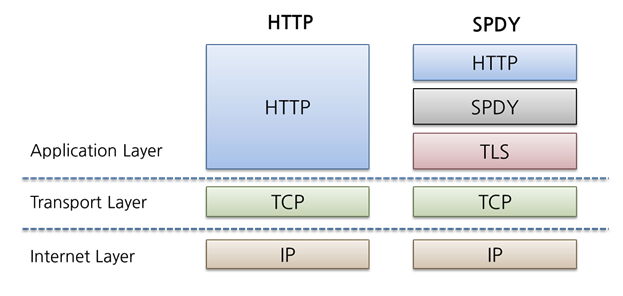 HTTP SPDY
HTTP
HTTP
SPDY
Application Layer
TLS
Transport Layer TCP TCP
Internet Layer IP IP